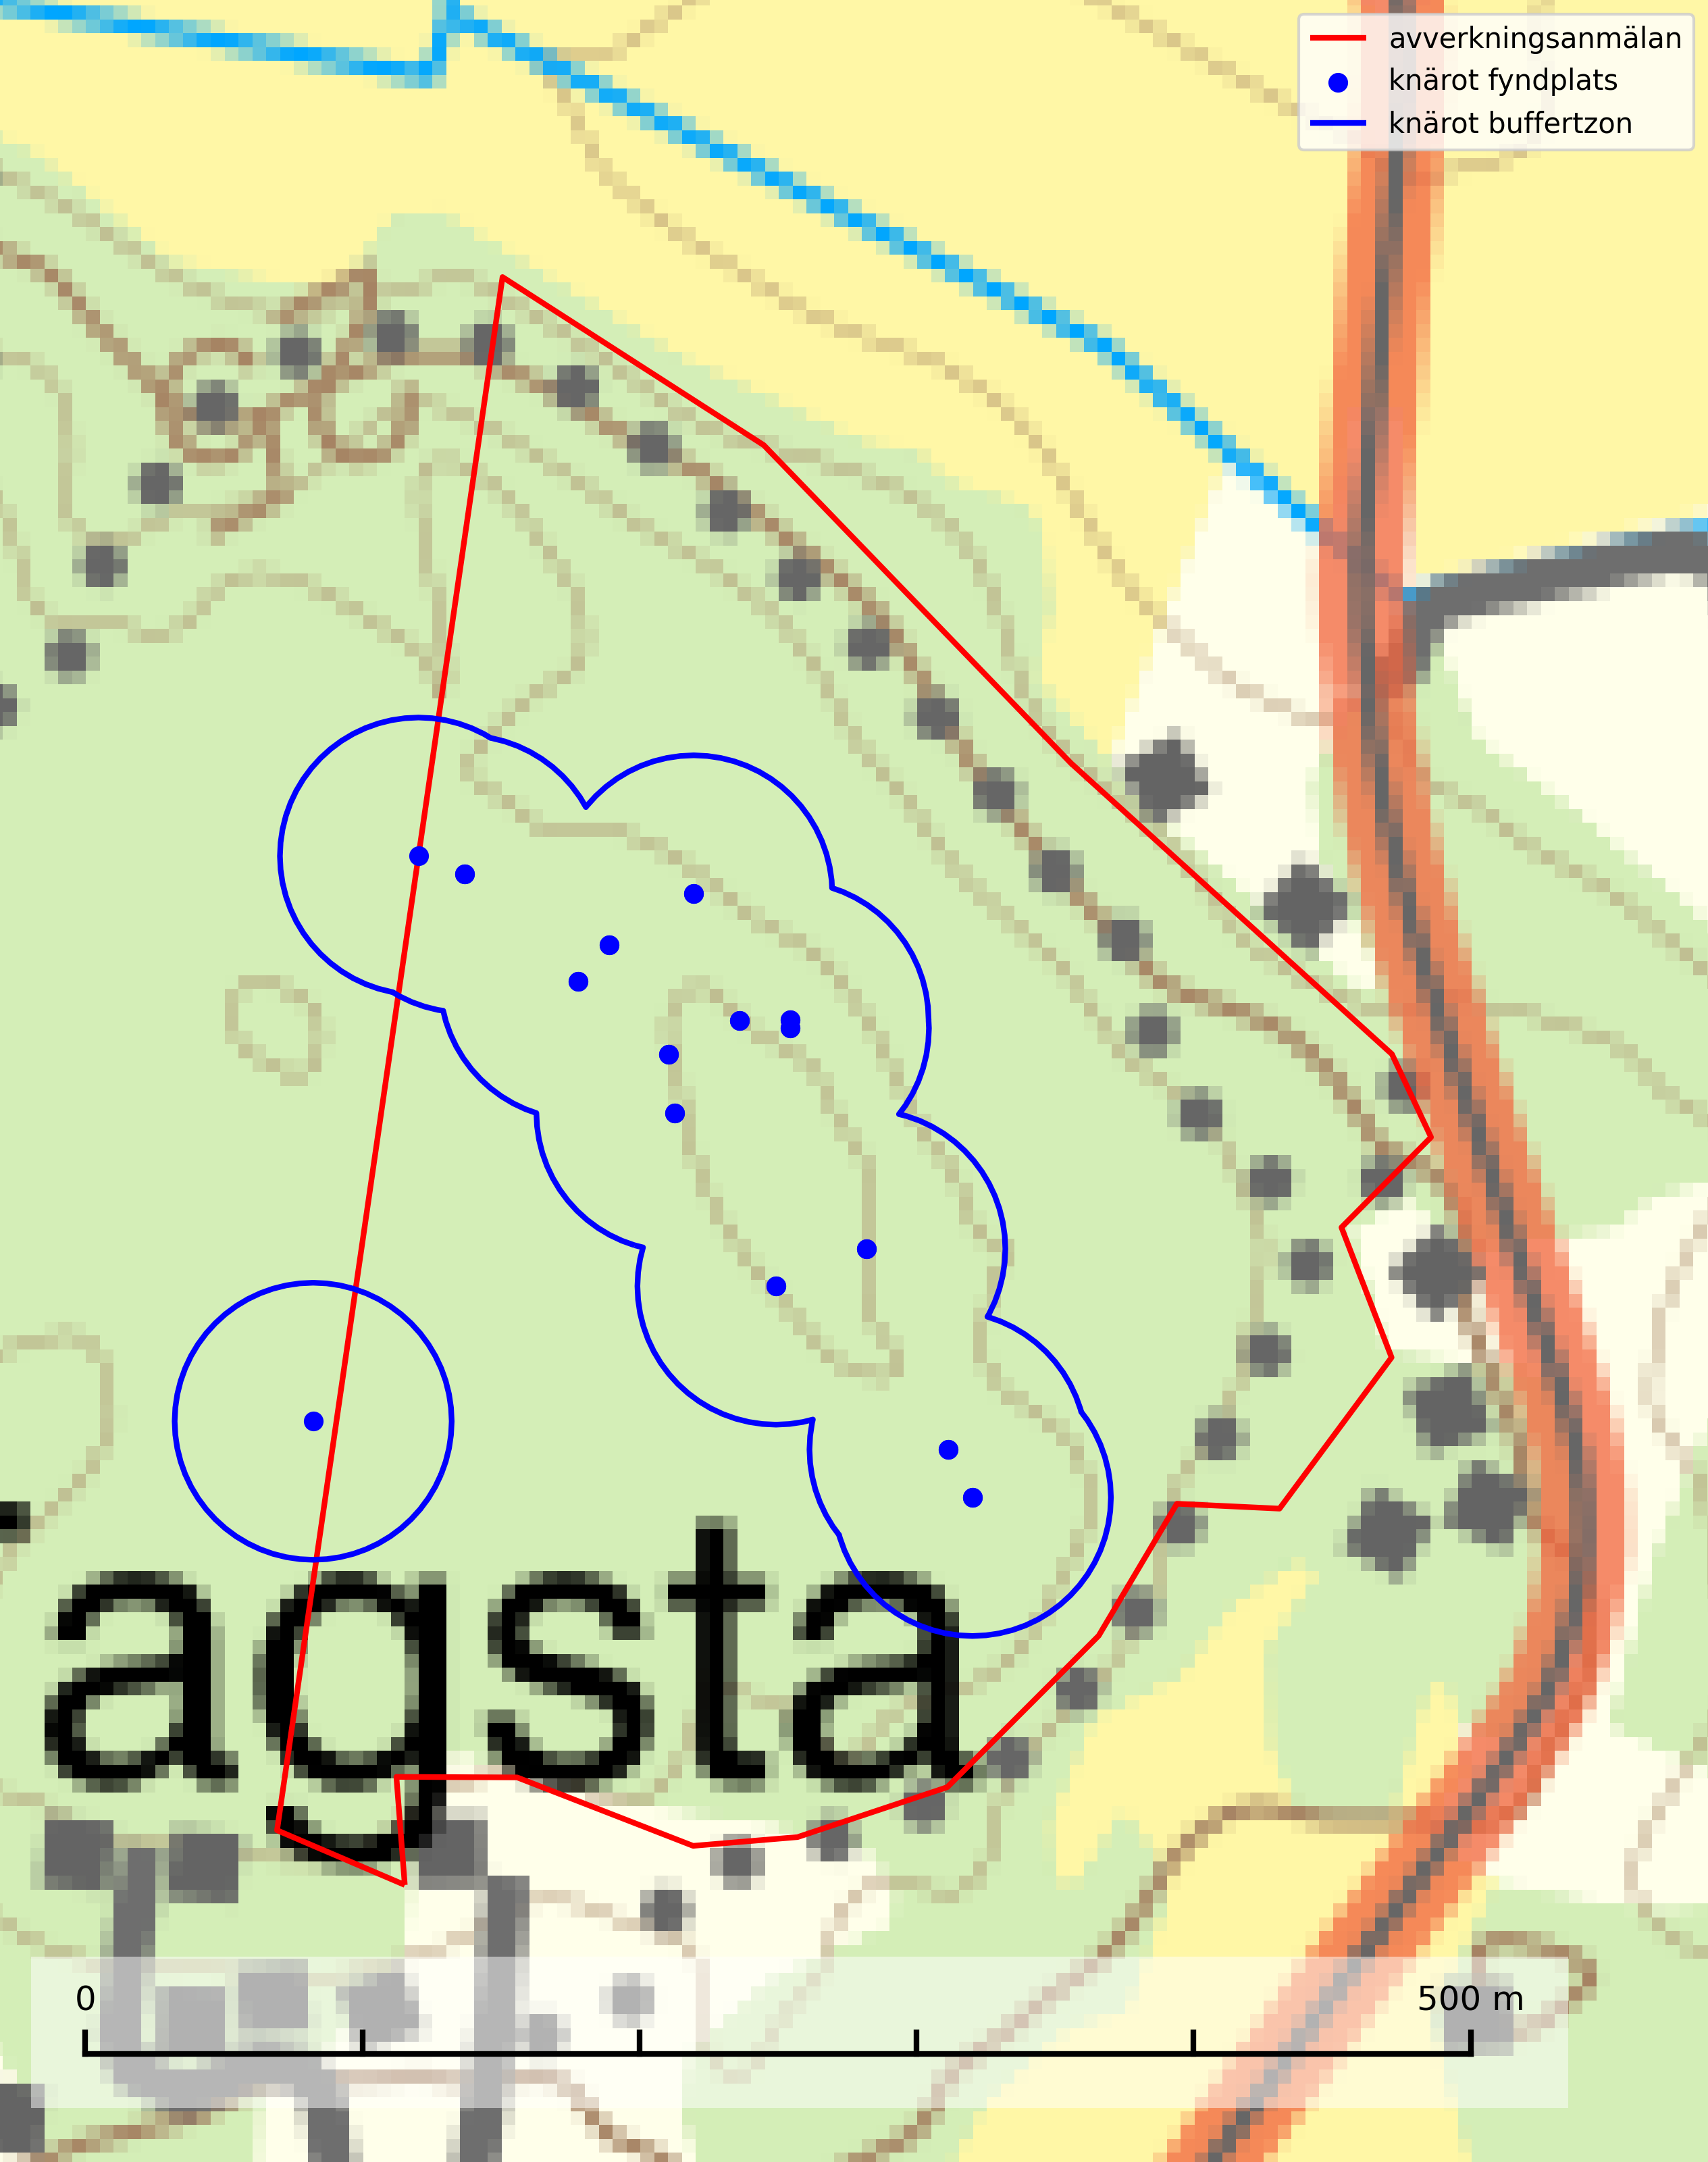 avverkningsanmälan
knärot fyndplats
knärot buffertzon
agsta
0 500 m